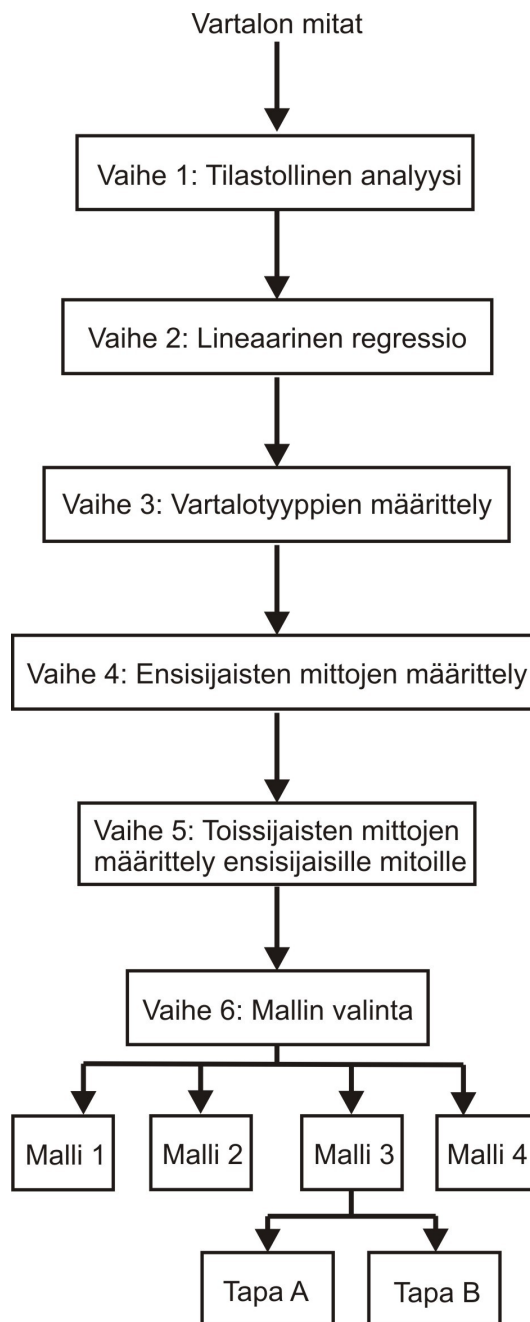 Vartalon mitat
Vaihe 1: Tilastollinen analyysi
Vaihe 2: Lineaarinen regressio
Vaihe 3: Vartalotyyppien määrittely
Vaihe 4: Ensisijaisten mittojen määrittely
Vaihe 5: Toissijaisten mittojen
määrittely ensisijaisille mitoille
Vaihe 6: Mallin valinta
Malli 1
Malli 2
Malli 3
Malli 4
Tapa A
Tapa B